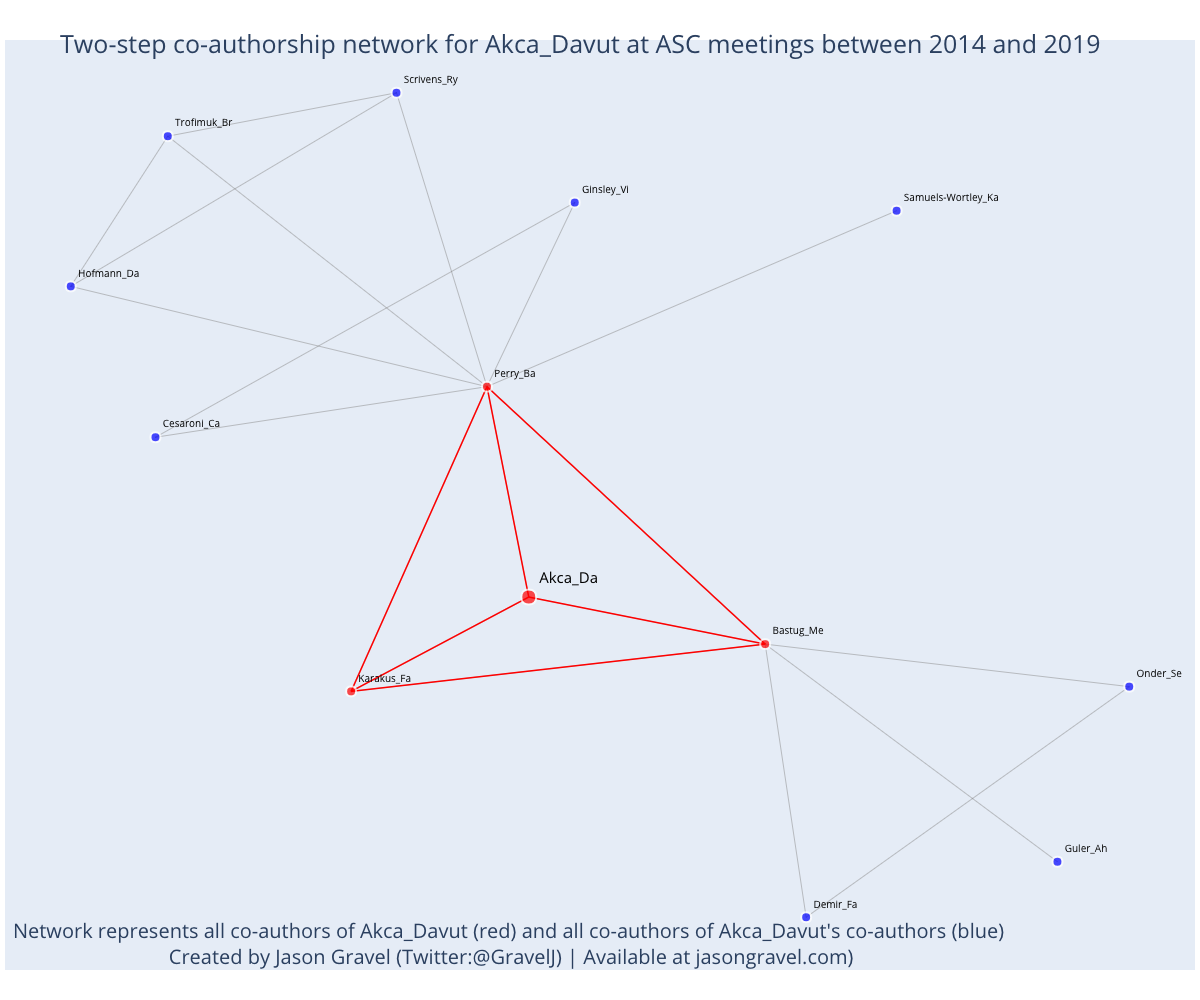 Two-step co-authorship network for Akca_Davut at ASC meetings between 2014 and 2019
Scrivens_Ry
Trofimuk_Br
Ginsley_Vi
Samuels-Wortley_Ka
Hofmann_Da
Perry_Ba
Cesaroni_Ca
Akca_Da
Bastug_Me
Karakus_Fa
Onder_Se
Guler_Ah
Demir_Fa
Network represents all co-authors of Akca_Davut (red) and all co-authors of Akca_Davut's co-authors (blue)
Created by Jason Gravel (Twitter:@GravelJ) | Available at jasongravel.com)